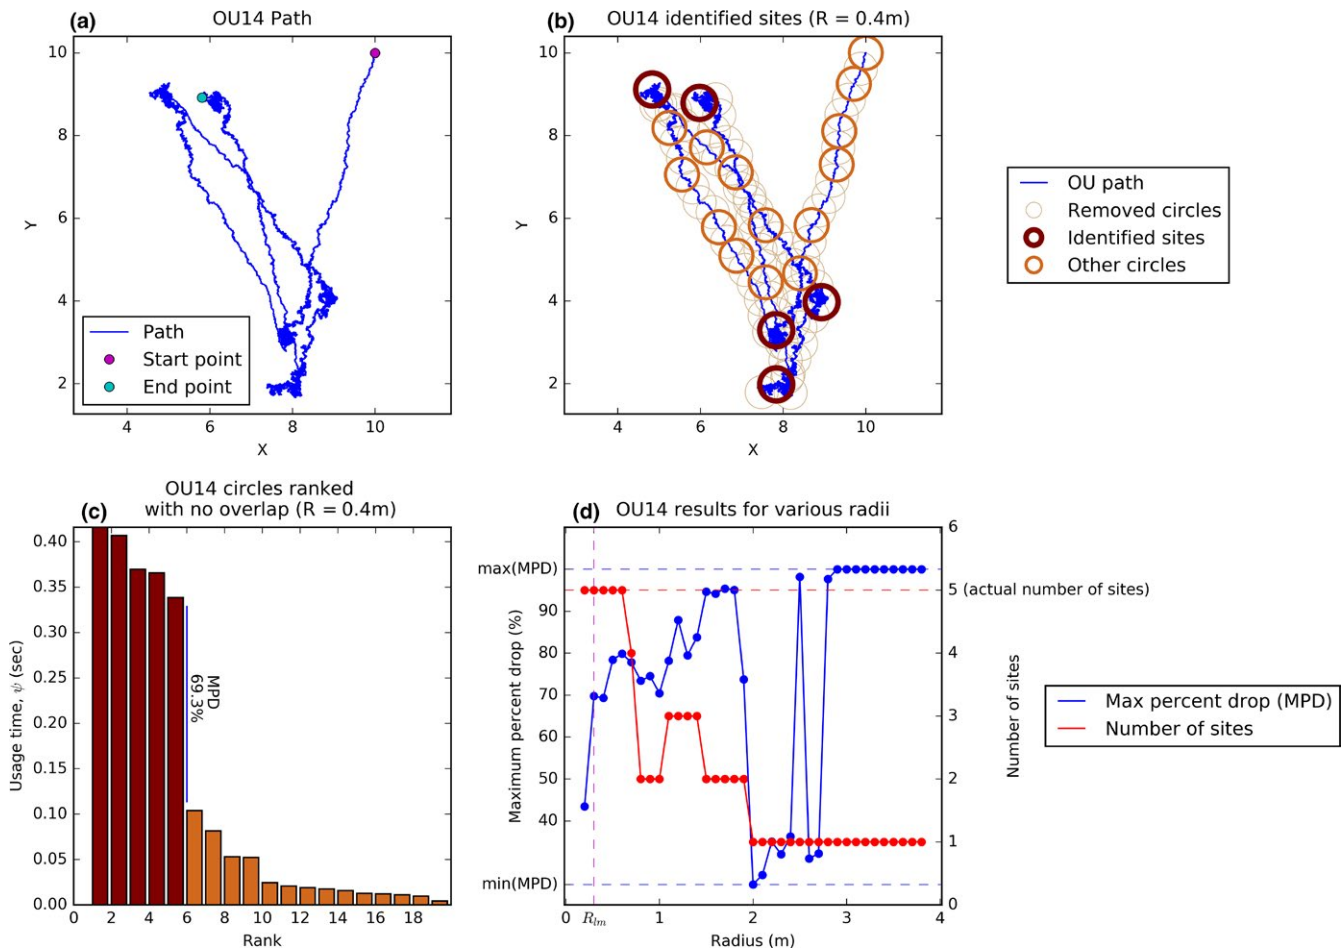 (a) OU14 Path
10
8
6
4
2
Y
Path
Start point
End point
4 6 8 10
X
(b) OU14 identified sites (R = 0.4m)
10
8
6
4
2
Y
4 6 8 10
X
OU path
Removed circles
Identified sites
Other circles
OU14 circles ranked
(c) with no overlap (R = 0.4m)
0.40
0.35
0.30
0.25
0.20
0.15
0.10
0.05
0.00
Usage time, ψ (sec)
MPD
69.3%
2 4 6 8 10 12 14 16 18
Rank
(d) OU14 results for various radii
max(MPD)
90
80
70
60
50
40
min(MPD)
Maximum percent drop (%)
6
5 (actual number of sites)
4
3
2
1
0
Number of sites
0 R_lm 1 2 3 4
Radius (m)
Max percent drop (MPD)
Number of sites